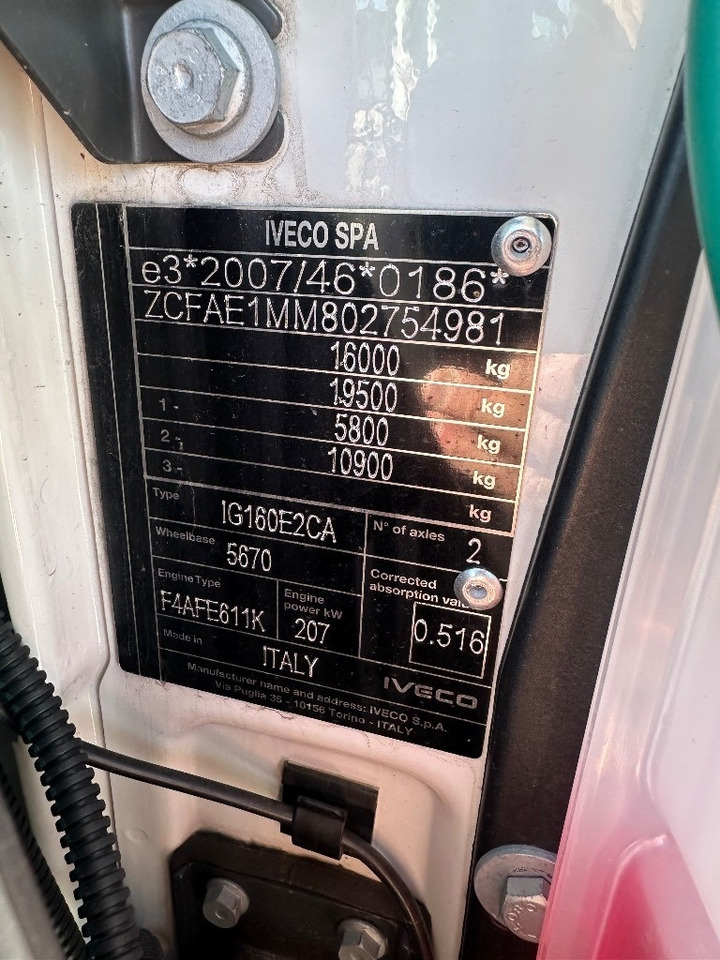 IVECO SPA
e3*2007/46*0186*
ZCFAE1MM802754981
16000 kg
19500 kg
1 - 5800 kg
2 - 10900 kg
3 - kg
Type IG160E2CA
N° of axles 2
Wheelbase 5670
Engine Type F4AFE611K
Engine power kW 207
Corrected absorption value 0.516
Made in ITALY
IVECO
Manufacturer name and address: IVECO S.p.A.
Via Puglia 35 - 10156 Torino - ITALY